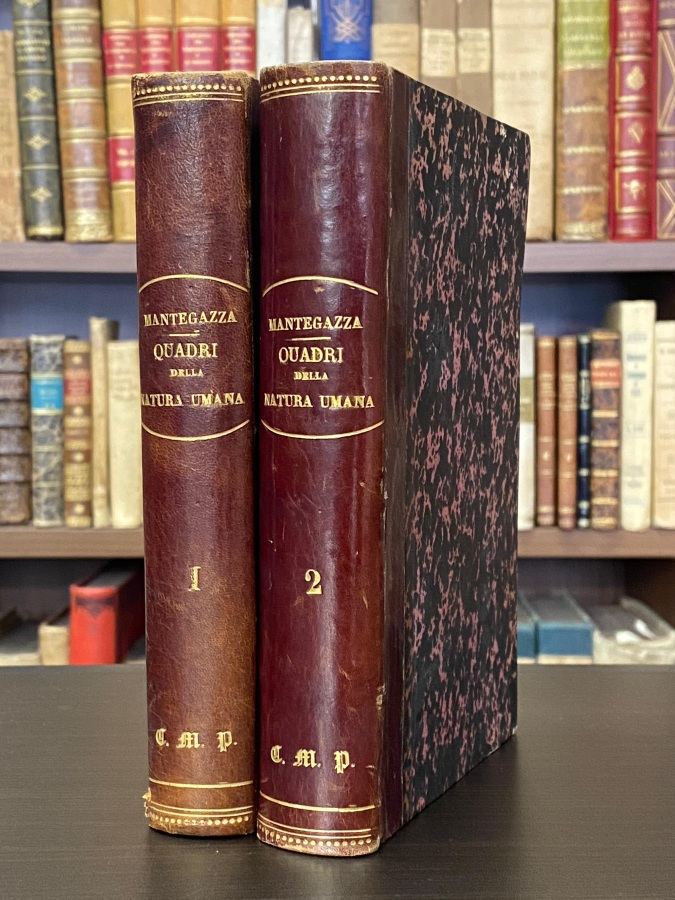 MANTEGAZZA
QUADRI
DELLA
NATURA UMANA
1
C. M. P.
MANTEGAZZA
QUADRI
DELLA
NATURA UMANA
2
C. M. P.